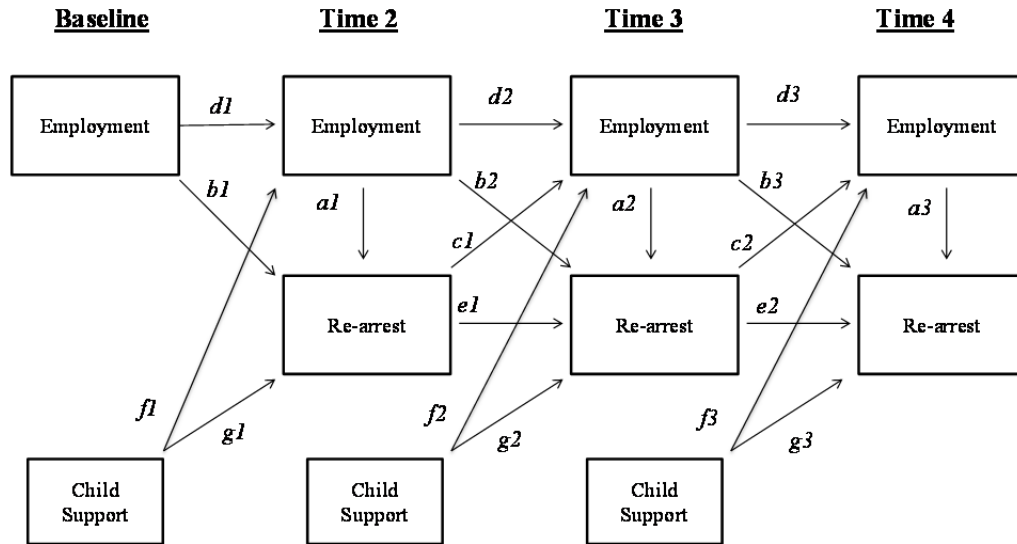 Baseline Time 2 Time 3 Time 4
d1 d2 d3
Employment Employment Employment Employment
b1 a1 b2 a2 b3 a3
c1 c2
e1 e2
Re-arrest Re-arrest Re-arrest
f1 f2 f3
g1 g2 g3
Child Child Child
Support Support Support